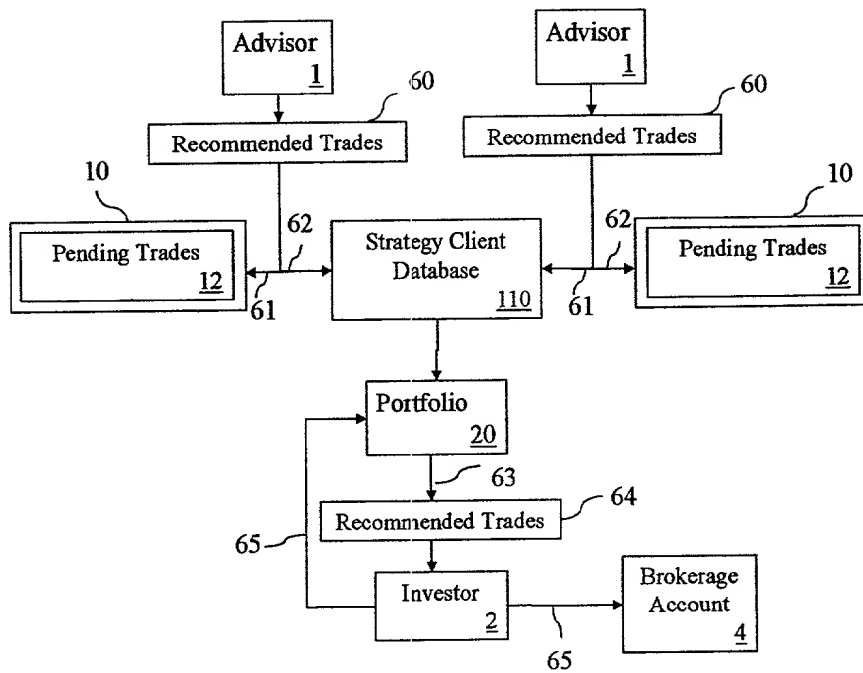 Advisor
1
Advisor
1
60
60
Recommended Trades
Recommended Trades
10
10
62
62
Pending Trades
12
Strategy Client
Database
110
Pending Trades
12
61
61
Portfolio
20
63
64
Recommended Trades
65
Investor
2
Brokerage
Account
4
65